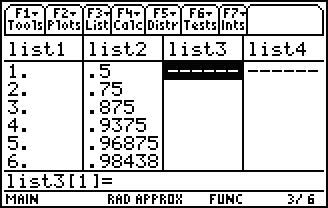 F1▾ F2▾ F3▾ F4▾ F5▾ F6▾ F7▾
Tools Plots List Calc Distr Tests Ints
list1 list2 list3 list4
1. .5 ------ ------
2. .75
3. .875
4. .9375
5. .96875
6. .98438
list3[1]=
MAIN RAD APPROX FUNC 3/6